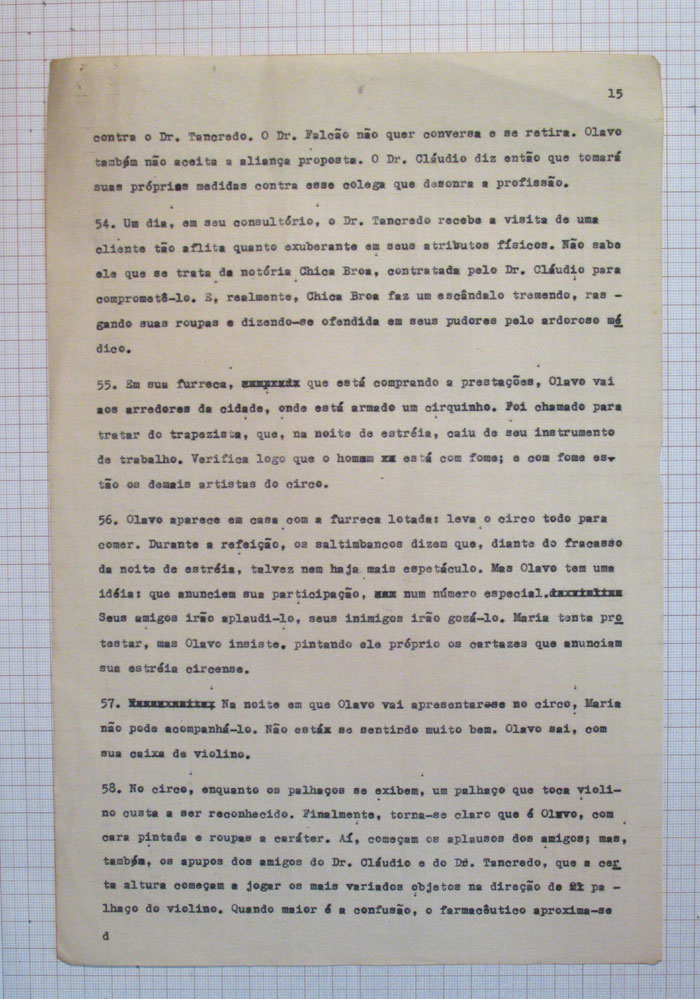 15
contra o Dr. Tancredo. O Dr. Falcão não quer conversa e se retira. Olavo
também não aceita a aliança proposta. O Dr. Cláudio diz então que tomará
suas próprias medidas contra esse colega que desonra a profissão.
54. Um dia, em seu consultório, o Dr. Tancredo recebe a visita de uma
cliente tão aflita quanto exuberante em seus atributos físicos. Não sabe
ele que se trata da notória Chica Broa, contratada pelo Dr. Cláudio para
comprometê-lo. E, realmente, Chica Broa faz um escândalo tremendo, ras -
gando suas roupas e dizendo-se ofendida em seus pudores pelo ardoroso mé
dico.
55. Em sua furreca, que está comprando a prestações, Olavo vai
aos arredores da cidade, onde está armado um cirquinho. Foi chamado para
tratar do trapezista, que, na noite de estréia, caiu de seu instrumento
de trabalho. Verifica logo que o homam xx está com fome; e com fome es-
tão os demais artistas do circo.
56. Olavo aparece em casa com a furreca lotada: leva o circo todo para
comer. Durante a refeição, os saltimbancos dizem que, diante do fracasso
da noite de estréia, talvez nem haja mais espetáculo. Mas Olavo tem uma
idéia: que anunciem sua participação, num número especial.
Seus amigos irão aplaudi-lo, seus inimigos irão gozá-lo. Maria tenta pro
testar, mas Olavo insiste, pintando ele próprio os cartazes que anunciam
sua estréia circense.
57. Na noite em que Olavo vai apresentar-se no circo, Maria
não pode acompanhá-lo. Não estáx se sentindo muito bem. Olavo sai, com
sua caixa de violino.
58. No circo, enquanto os palhaços se exibem, um palhaço que toca violi-
no custa a ser reconhecido. Finalmente, torna-se claro que é Olavo, com
cara pintada e roupas a caráter. Aí, começam os aplausos dos amigos; mas,
também, os apupos dos amigos do Dr. Cláudio e do Dr. Tancredo, que a cer
ta altura começam a jogar os mais variados objetos na direção de pa -
lhaço do violino. Quando maior é a confusão, o farmacêutico aproxima-se
d